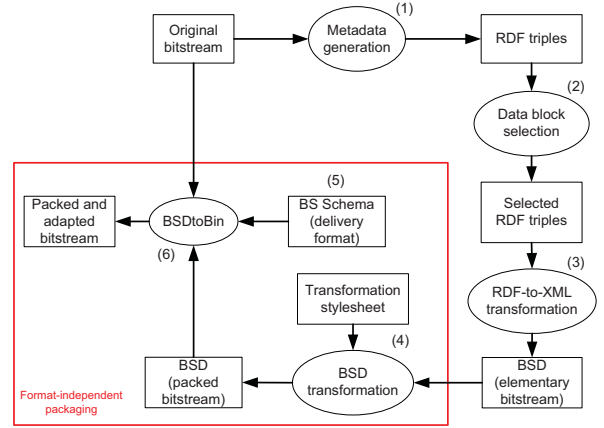 Original
bitstream
Metadata
generation
(1)
RDF triples
(2)
Data block
selection
Selected
RDF triples
(3)
RDF-to-XML
transformation
BSD
(elementary
bitstream)
(4)
BSD
transformation
Transformation
stylesheet
BSD
(packed
bitstream)
(5)
BS Schema
(delivery
format)
BSDtoBin
(6)
Packed and
adapted
bitstream
Format-independent
packaging